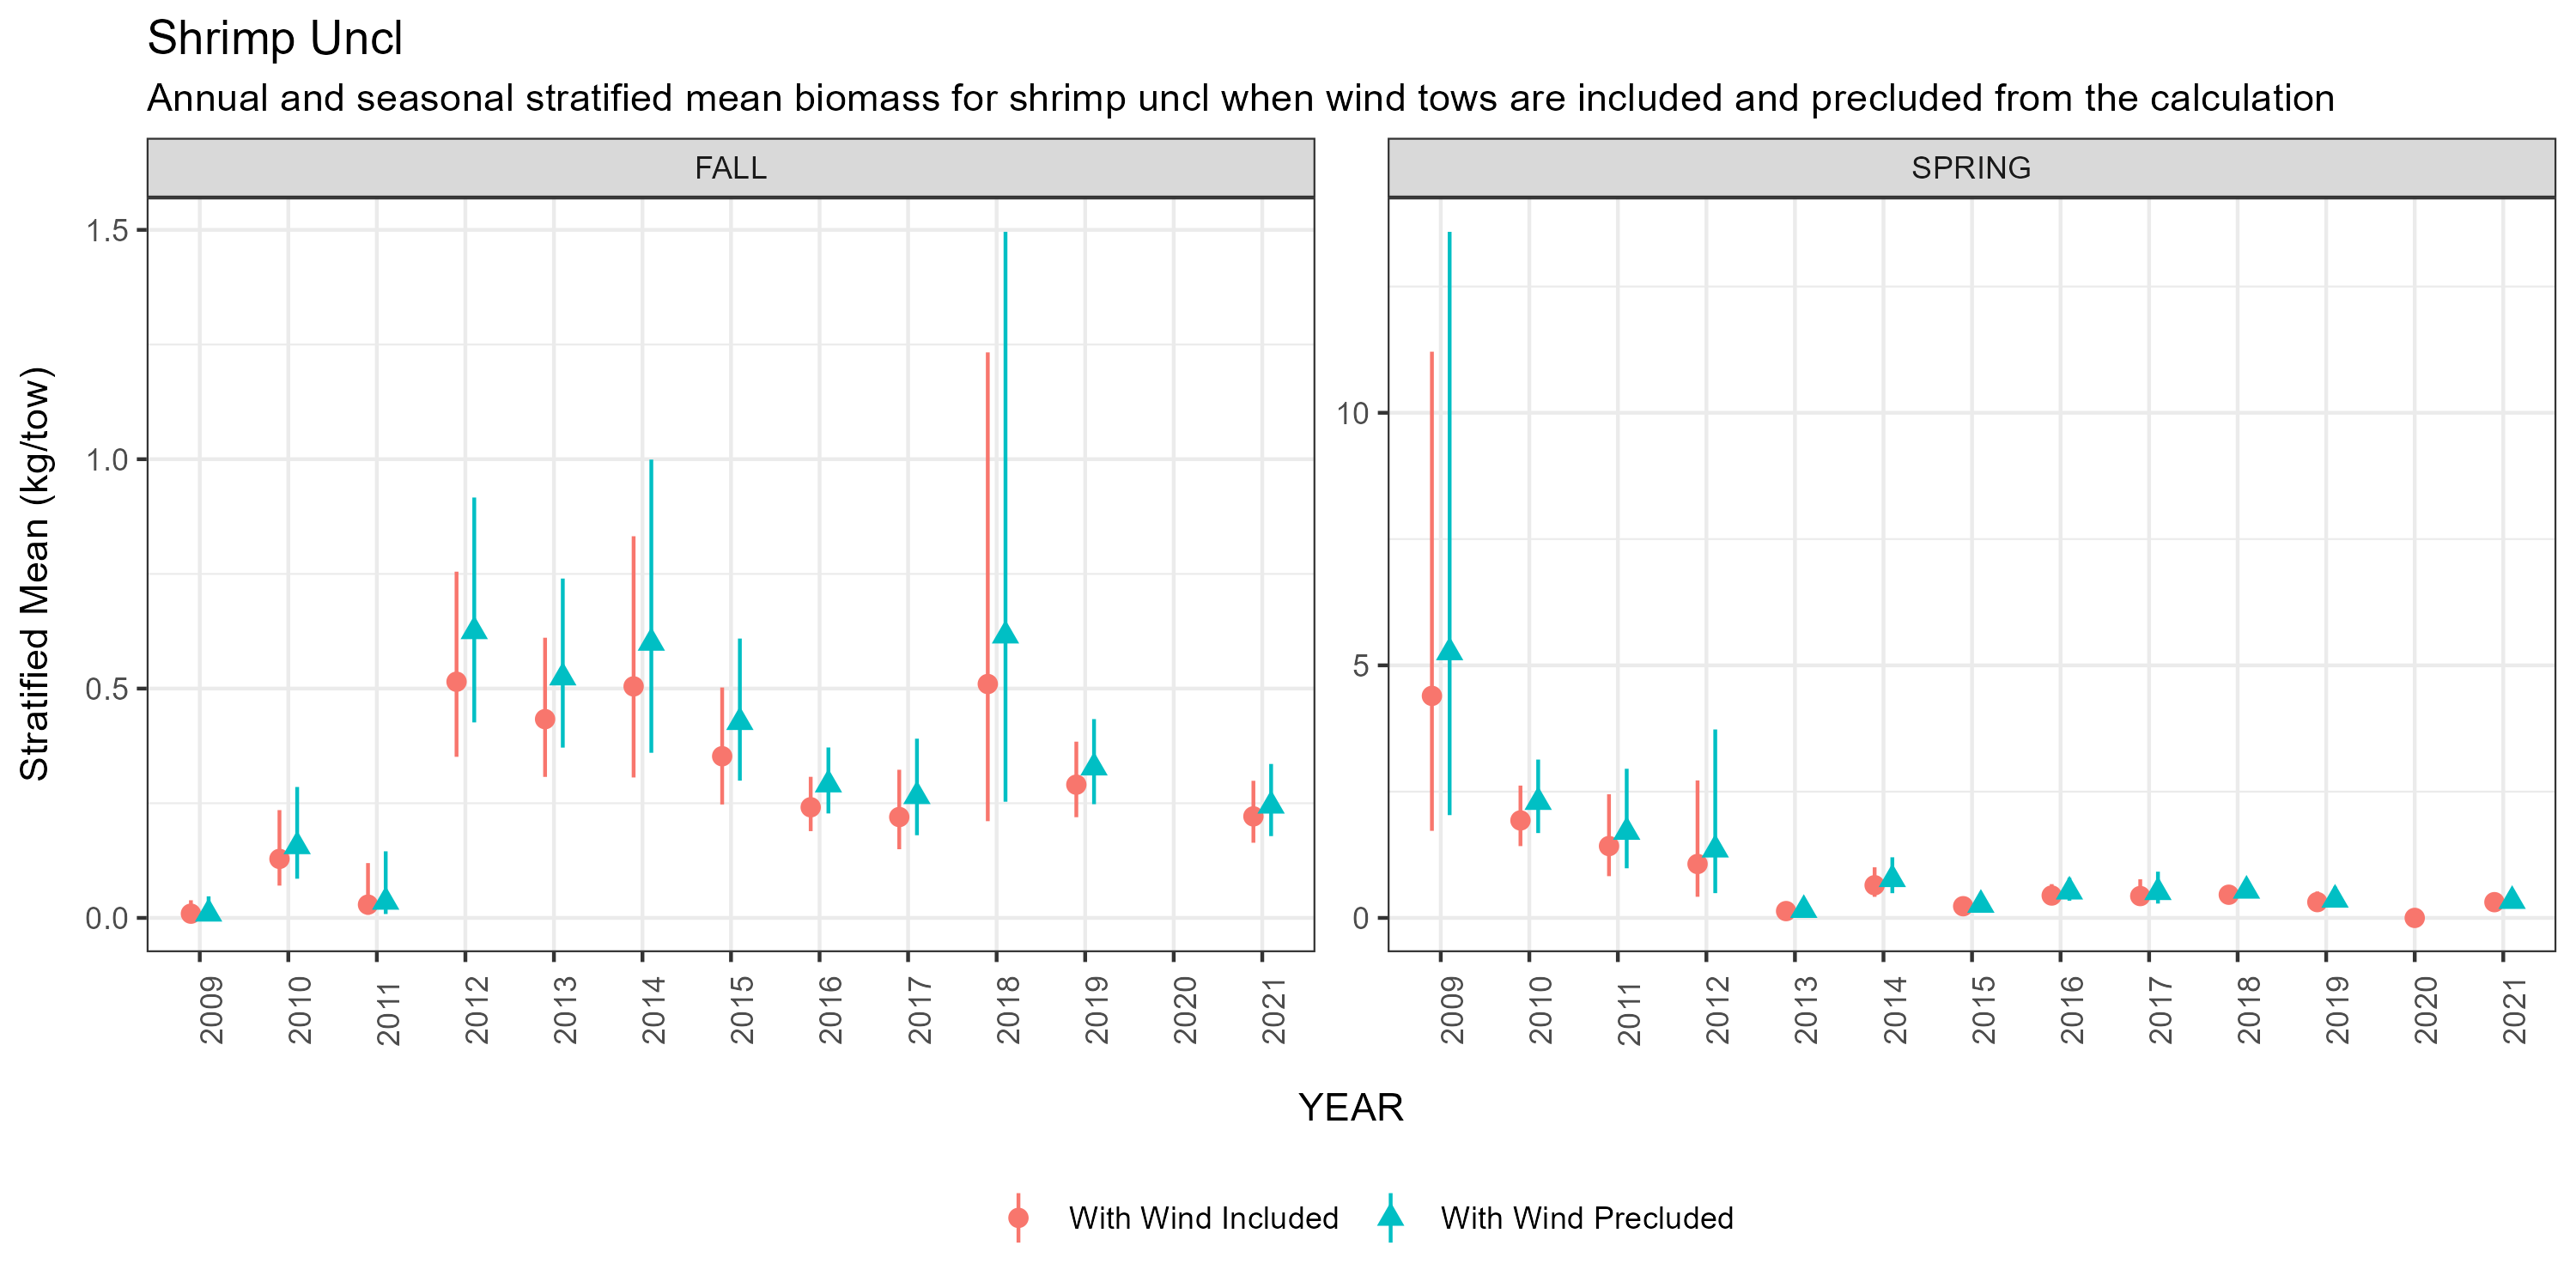 Shrimp Uncl
Annual and seasonal stratified mean biomass for shrimp uncl when wind tows are included and precluded from the calculation
FALL
SPRING
Stratified Mean (kg/tow)
1.5
1.0
0.5
0.0
10
5
0
2009 2010 2011 2012 2013 2014 2015 2016 2017 2018 2019 2020 2021
2009 2010 2011 2012 2013 2014 2015 2016 2017 2018 2019 2020 2021
YEAR
With Wind Included
With Wind Precluded